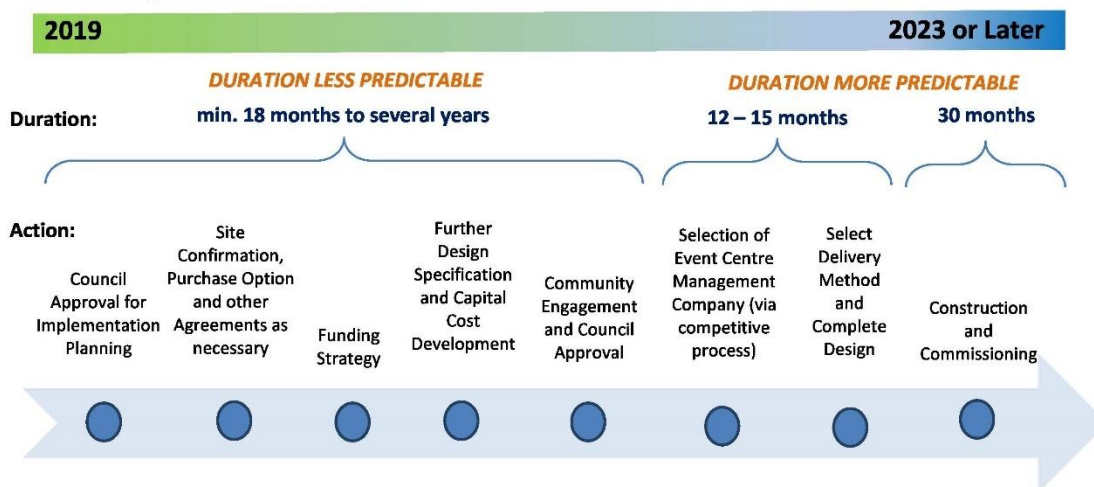 2019
2023 or Later
DURATION LESS PREDICTABLE
DURATION MORE PREDICTABLE
Duration:
min. 18 months to several years
12 – 15 months
30 months
Action:
Council
Approval for
Implementation
Planning
Site
Confirmation,
Purchase Option
and other
Agreements as
necessary
Funding
Strategy
Further
Design
Specification
and Capital
Cost
Development
Community
Engagement
and Council
Approval
Selection of
Event Centre
Management
Company (via
competitive
process)
Select
Delivery
Method
and
Complete
Design
Construction
and
Commissioning